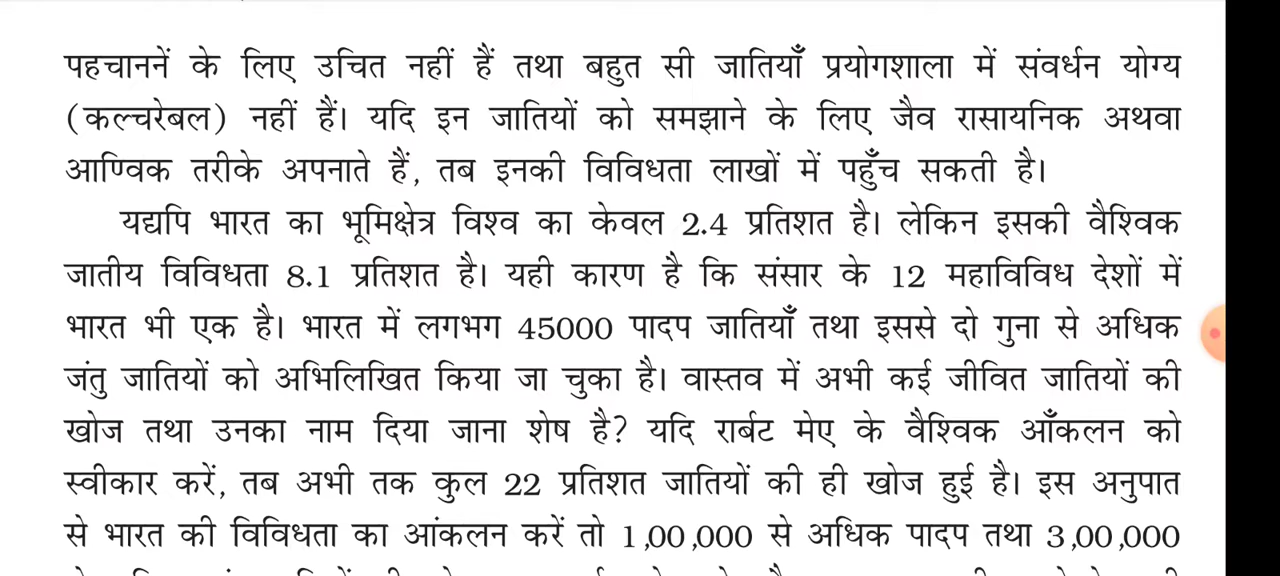 पहचाननें के लिए उचित नहीं हैं तथा बहुत सी जातियाँ प्रयोगशाला में संवर्धन योग्य
(कल्चरेबल) नहीं हैं। यदि इन जातियों को समझाने के लिए जैव रासायनिक अथवा
आण्विक तरीके अपनाते हैं, तब इनकी विविधता लाखों में पहुँच सकती है।
यद्यपि भारत का भूमिक्षेत्र विश्व का केवल 2.4 प्रतिशत है। लेकिन इसकी वैश्विक
जातीय विविधता 8.1 प्रतिशत है। यही कारण है कि संसार के 12 महाविविध देशों में
भारत भी एक है। भारत में लगभग 45000 पादप जातियाँ तथा इससे दो गुना से अधिक
जंतु जातियों को अभिलिखित किया जा चुका है। वास्तव में अभी कई जीवित जातियों की
खोज तथा उनका नाम दिया जाना शेष है? यदि रार्बट मेए के वैश्विक आँकलन को
स्वीकार करें, तब अभी तक कुल 22 प्रतिशत जातियों की ही खोज हुई है। इस अनुपात
से भारत की विविधता का आंकलन करें तो 1,00,000 से अधिक पादप तथा 3,00,000